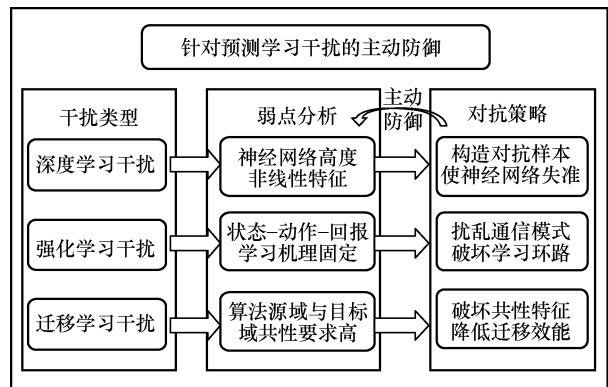 针对预测学习干扰的主动防御
干扰类型
深度学习干扰
强化学习干扰
迁移学习干扰
弱点分析
神经网络高度
非线性特征
状态-动作-回报
学习机理固定
算法源域与目标
域共性要求高
主动
防御
对抗策略
构造对抗样本
使神经网络失准
扰乱通信模式
破坏学习环路
破坏共性特征
降低迁移效能